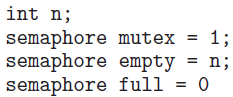 int n;
semaphore mutex = 1;
semaphore empty = n;
semaphore full = 0